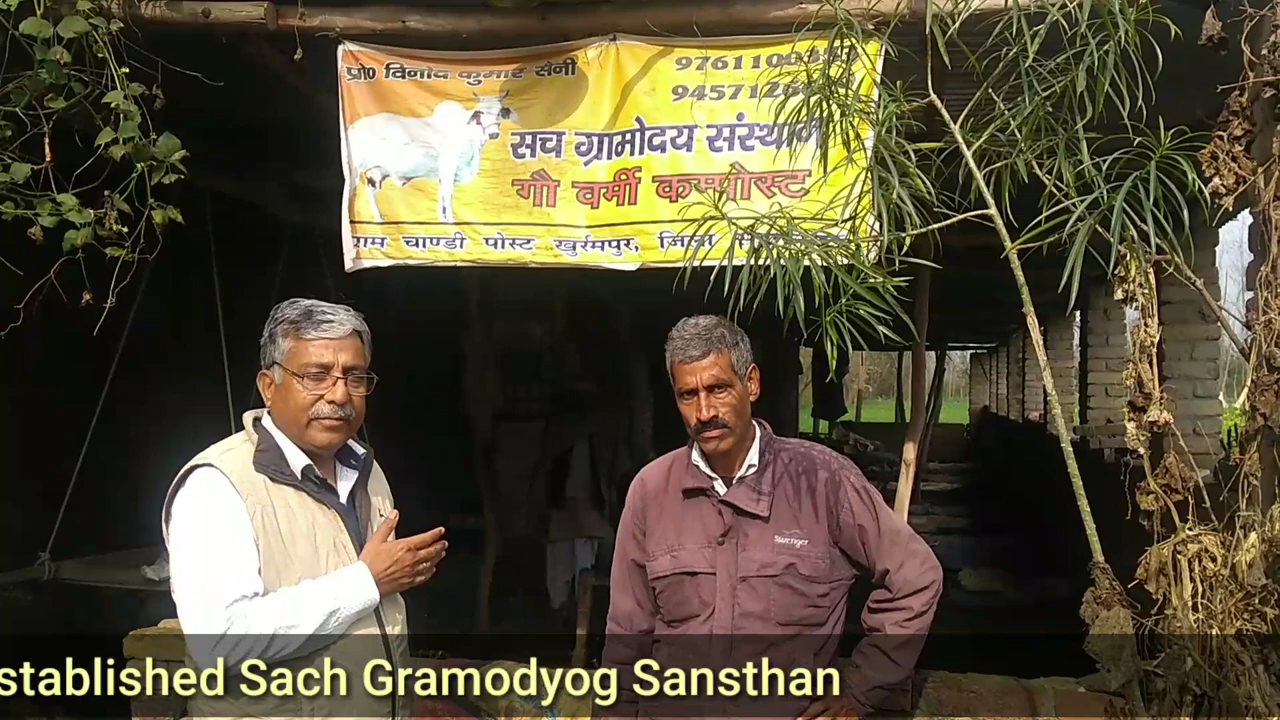 प्रो० विनोद कुमार सैनी
सच ग्रामोदय संस्थान
गौ वर्मी कम्पोस्ट
ग्राम चाण्डी पोस्ट खुर्रमपुर, जिला
stablished Sach Gramodyog Sansthan